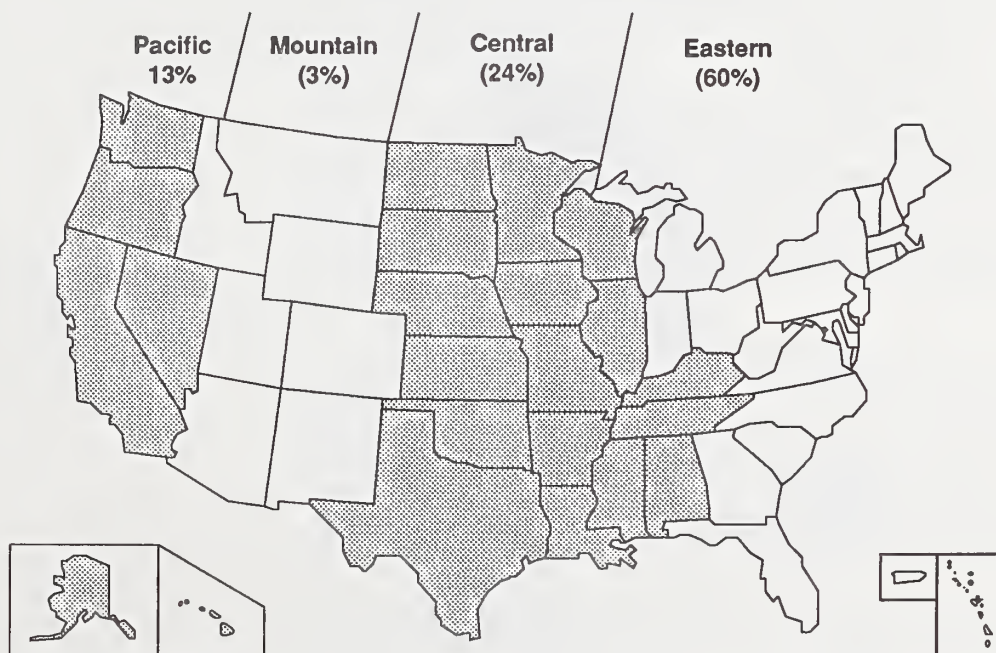 Pacific
13%
Mountain
(3%)
Central
(24%)
Eastern
(60%)